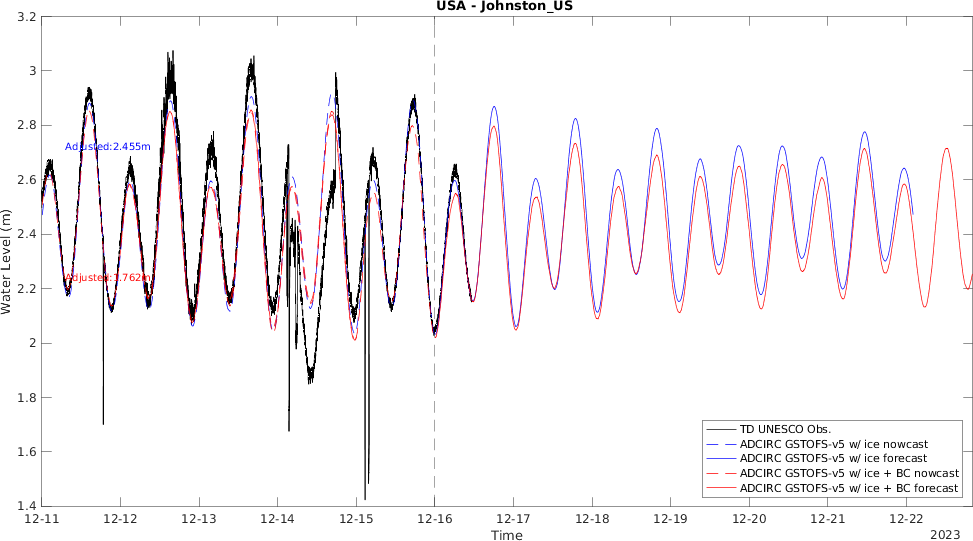 USA - Johnston_US
3.2
3
2.8
2.6
2.4
2.2
2
1.8
1.6
1.4
Water Level (m)
Adjusted:2.455m
Adjusted:1.762m
TD UNESCO Obs.
ADCIRC GSTOFS-v5 w/ ice nowcast
ADCIRC GSTOFS-v5 w/ ice forecast
ADCIRC GSTOFS-v5 w/ ice + BC nowcast
ADCIRC GSTOFS-v5 w/ ice + BC forecast
12-11 12-12 12-13 12-14 12-15 12-16 12-17 12-18 12-19 12-20 12-21 12-22
Time
2023